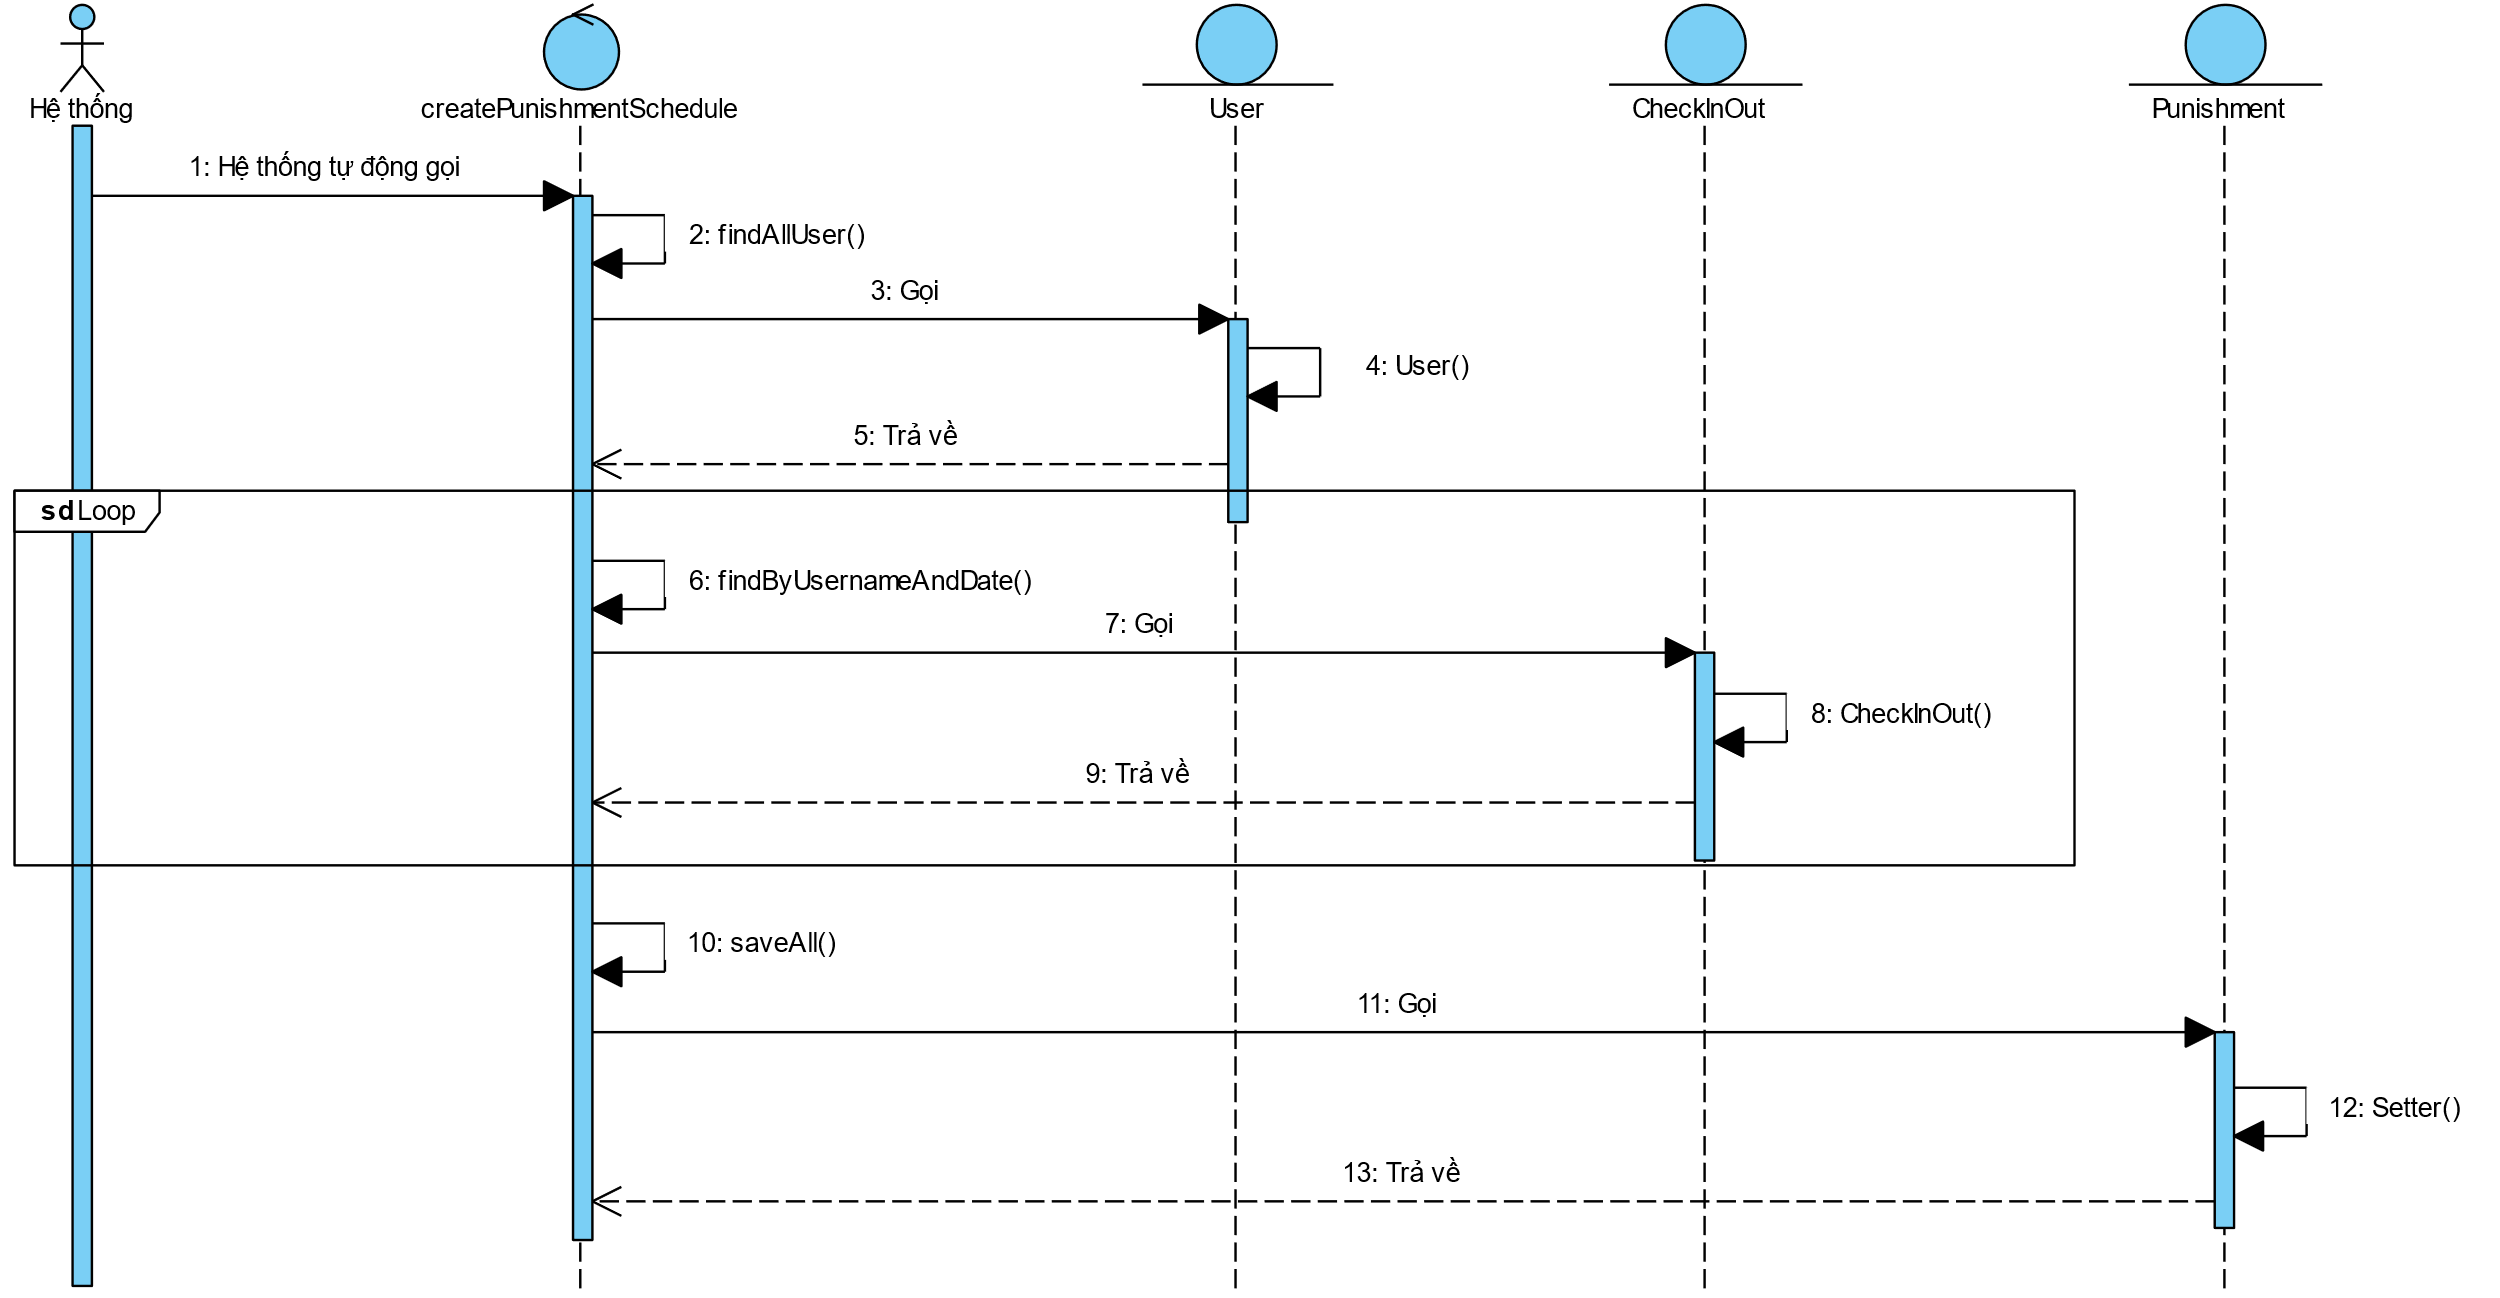 Hệ thống
createPunishmentSchedule
User
CheckInOut
Punishment
1: Hệ thống tự động gọi
2: findAllUser()
3: Gọi
4: User()
5: Trả về
sd Loop
6: findByUsernameAndDate()
7: Gọi
8: CheckInOut()
9: Trả về
10: saveAll()
11: Gọi
12: Setter()
13: Trả về